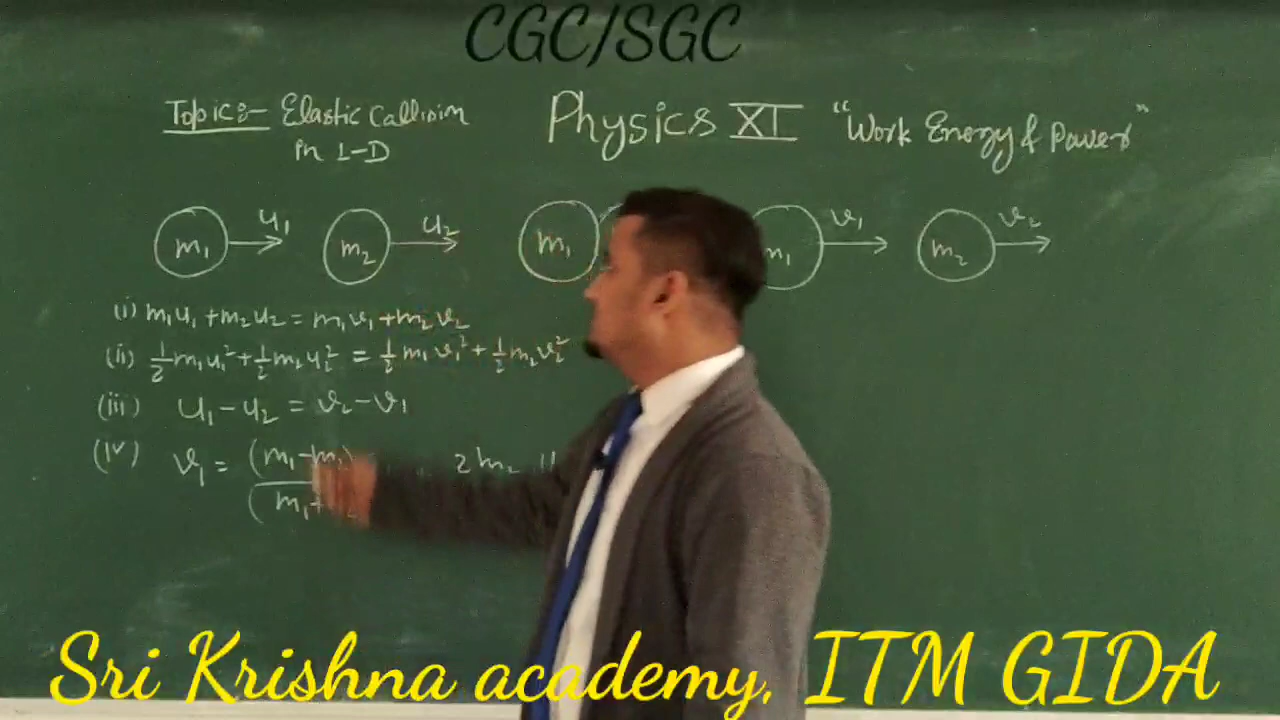 CGC/SGC
Topic:- Elastic Callision
in 1-D
Physics XI "Work Energy & Power"
m₁ u₁ m₂ u₂ m₁ m₁ v₁ m₂ v₂
(i) m₁u₁ + m₂u₂ = m₁v₁ + m₂v₂
(ii) ½ m₁u₁² + ½ m₂u₂² = ½ m₁v₁² + ½ m₂v₂²
(iii) u₁ - u₂ = v₂ - v₁
(iv) v₁ = (m₁ - m₂) 2m₂ u
(m₁ +
Sri Krishna academy, ITM GIDA